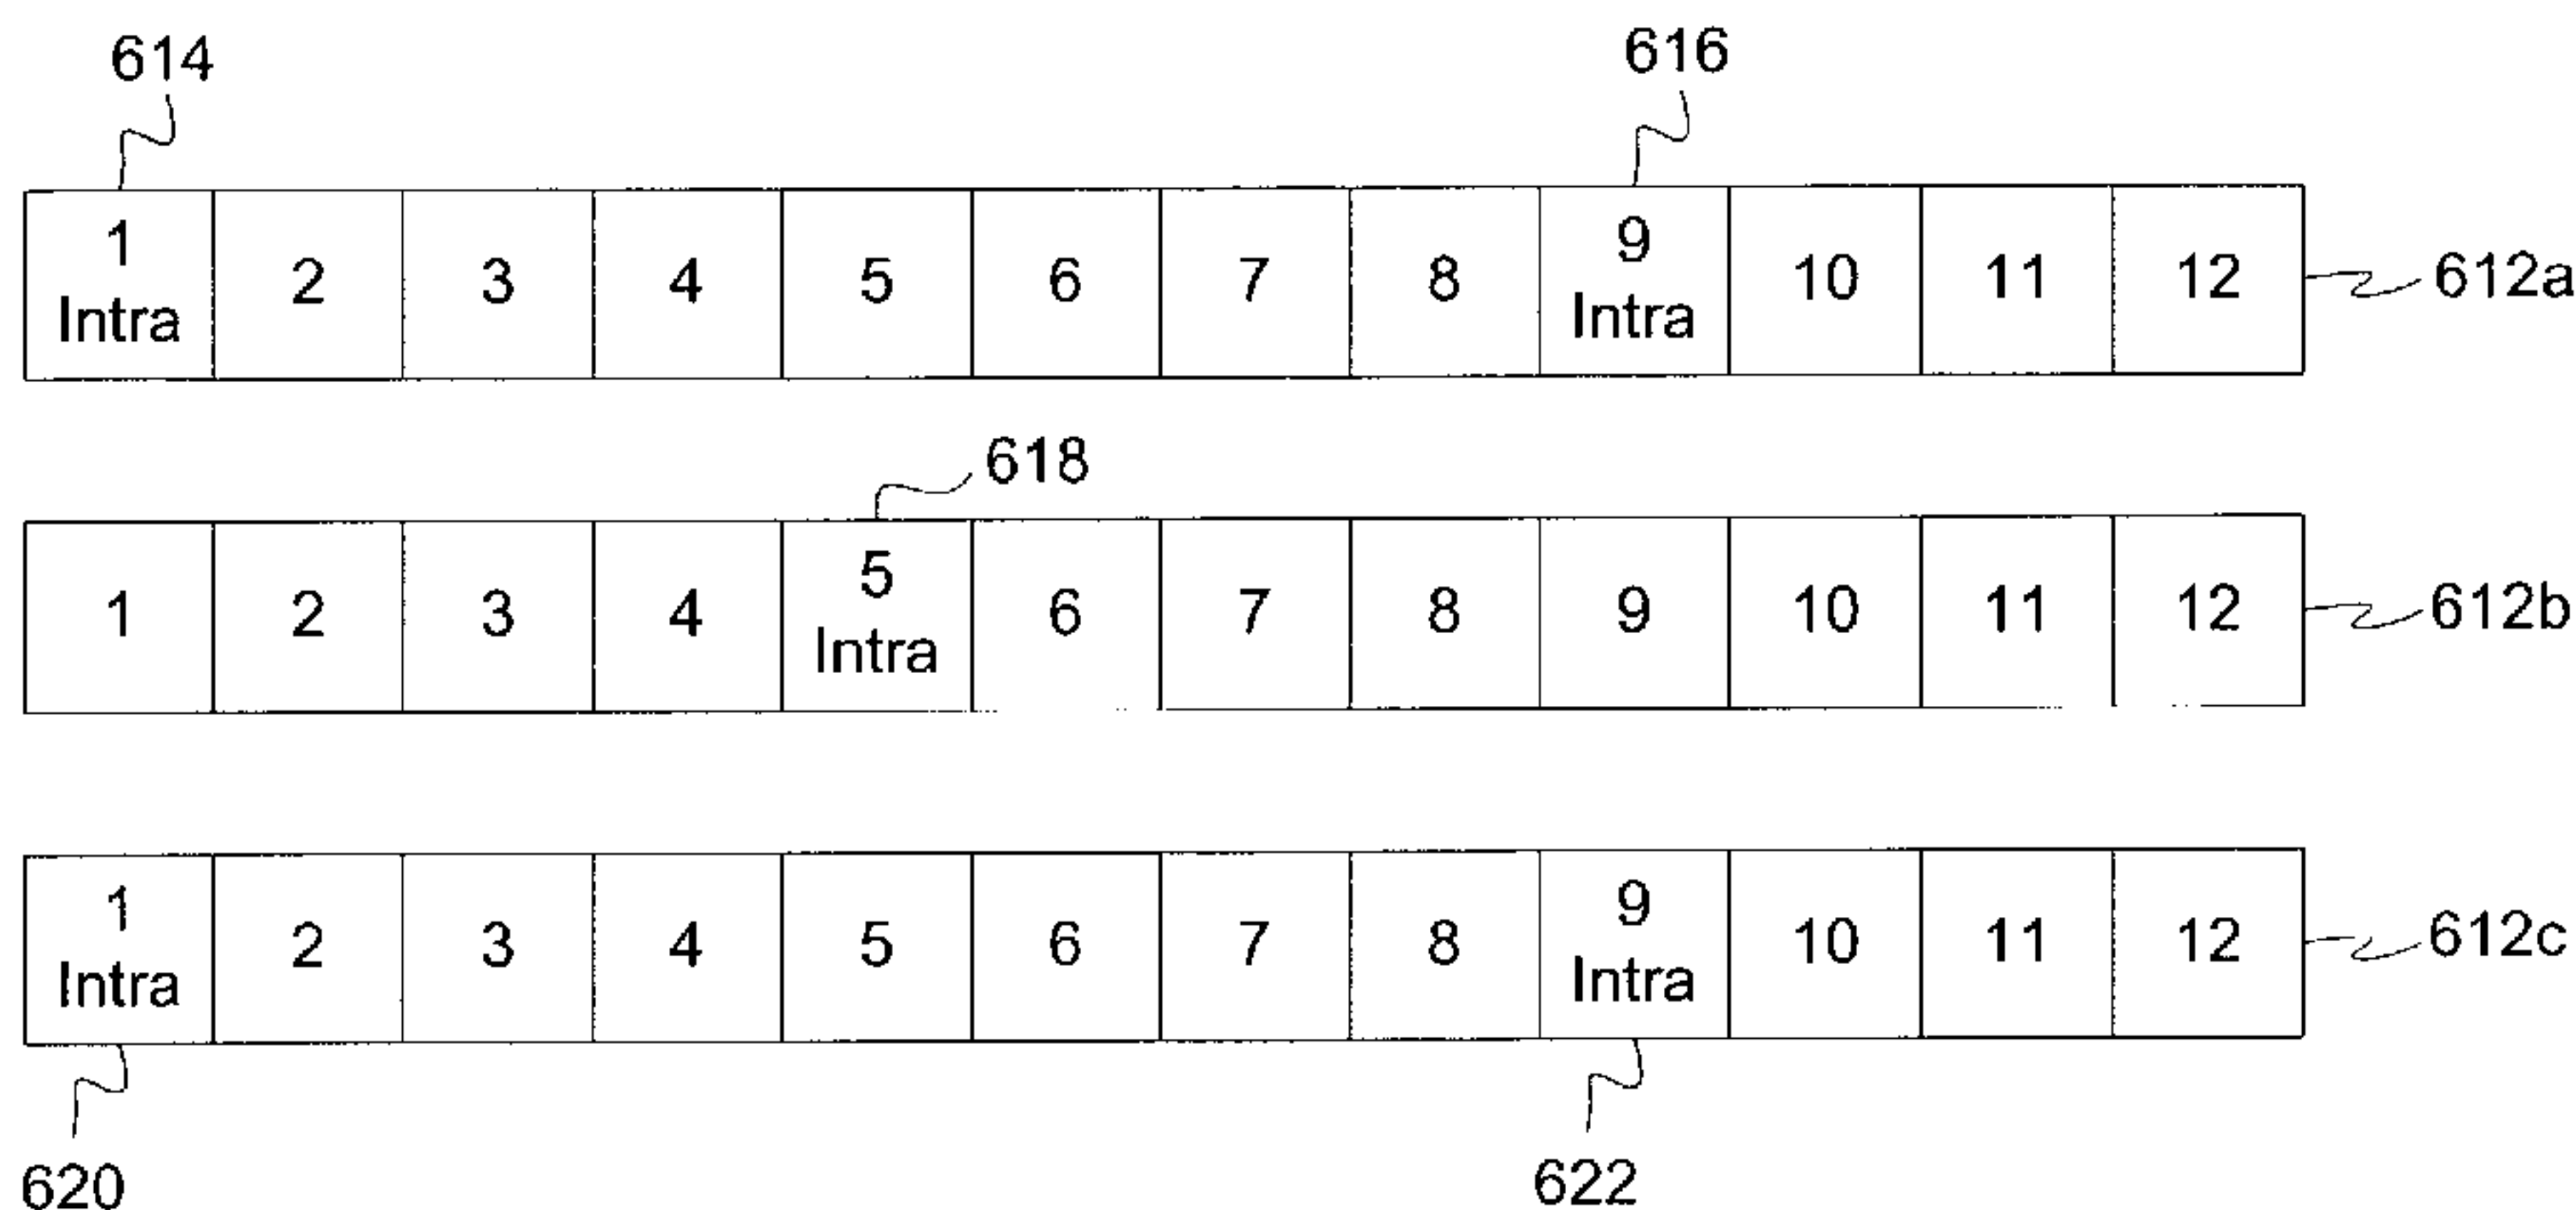 614 616
1 Intra 2 3 4 5 6 7 8 9 Intra 10 11 12 612a
618
1 2 3 4 5 Intra 6 7 8 9 10 11 12 612b
1 Intra 2 3 4 5 6 7 8 9 Intra 10 11 12 612c
620 622